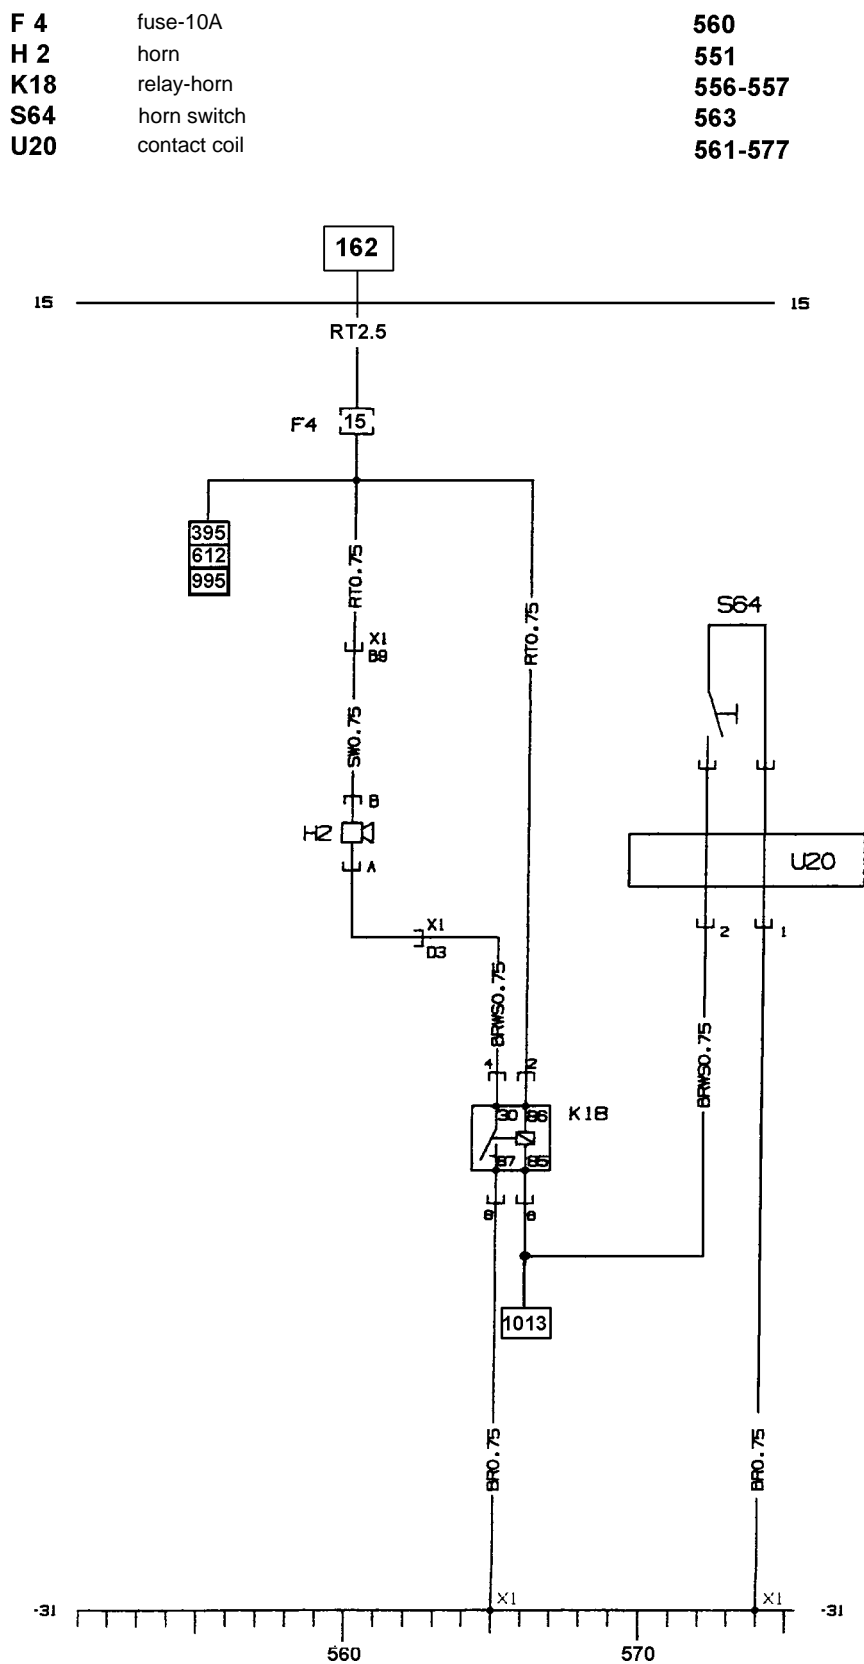 F 4 fuse-10A 560
H 2 horn 551
K18 relay-horn 556-557
S64 horn switch 563
U20 contact coil 561-577
162
15 15
RT2.5
F4 15
395
612
995
RT0.75
RT0.75
S64
X1
B9
SW0.75
B
H2
U20
A
X1
D3
2 1
BRWS0.75
BRWS0.75
4 2
30 86 K18
87 85
8 6
1013
BR0.75
BR0.75
X1 X1
-31 -31
560 570